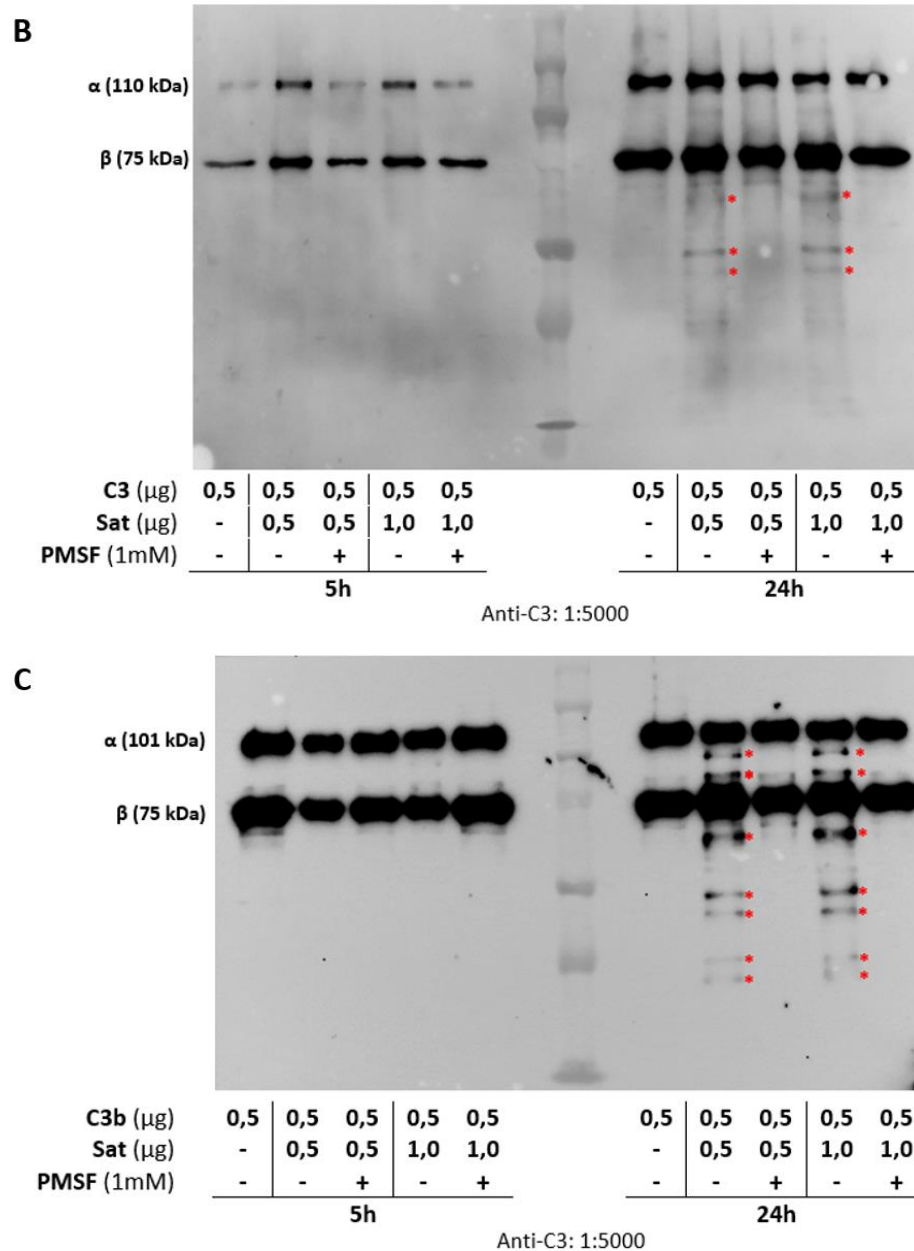 B
α (110 kDa)
β (75 kDa)
* *
* *
* *
C3 (µg) 0,5 0,5 0,5 0,5 0,5 0,5 0,5 0,5 0,5 0,5
Sat (µg) - 0,5 0,5 1,0 1,0 - 0,5 0,5 1,0 1,0
PMSF (1mM) - - + - + - - + - +
5h 24h
Anti-C3: 1:5000
C
α (101 kDa)
* *
* *
β (75 kDa)
* *
* *
* *
* *
* *
C3b (µg) 0,5 0,5 0,5 0,5 0,5 0,5 0,5 0,5 0,5 0,5
Sat (µg) - 0,5 0,5 1,0 1,0 - 0,5 0,5 1,0 1,0
PMSF (1mM) - - + - + - - + - +
5h 24h
Anti-C3: 1:5000